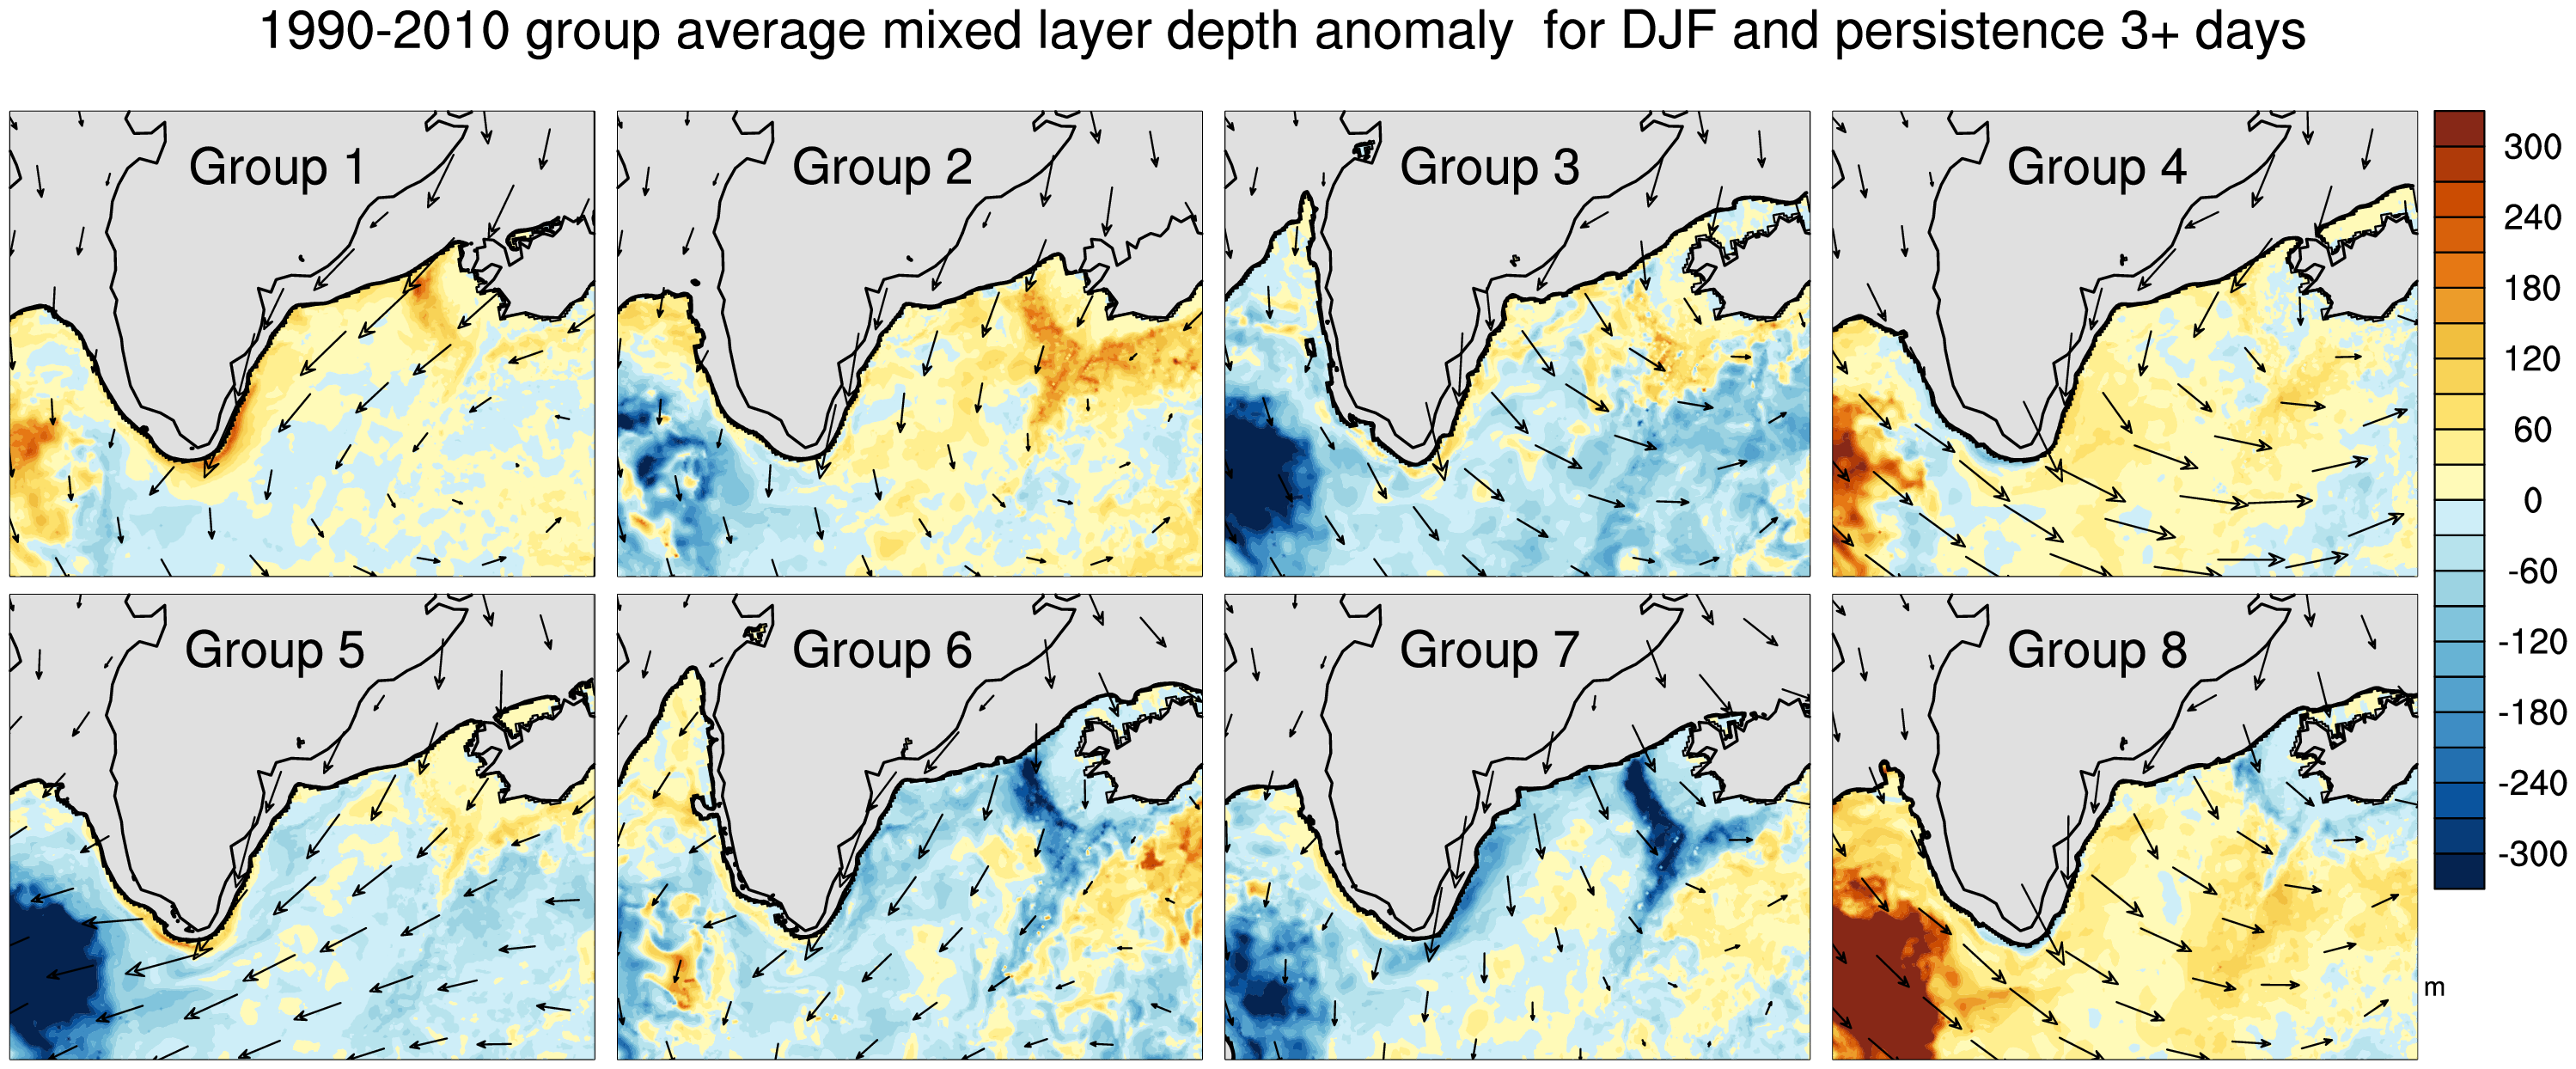 1990-2010 group average mixed layer depth anomaly for DJF and persistence 3+ days
Group 1
Group 2
Group 3
Group 4
Group 5
Group 6
Group 7
Group 8
300
240
180
120
60
0
-60
-120
-180
-240
-300
m